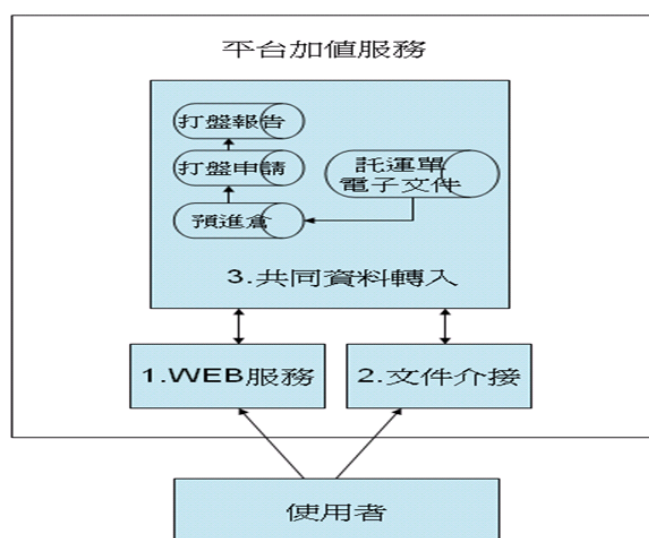 平台加值服務
打盤報告
打盤申請
託運單
電子文件
預進倉
3.共同資料轉入
1.WEB服務
2.文件介接
使用者